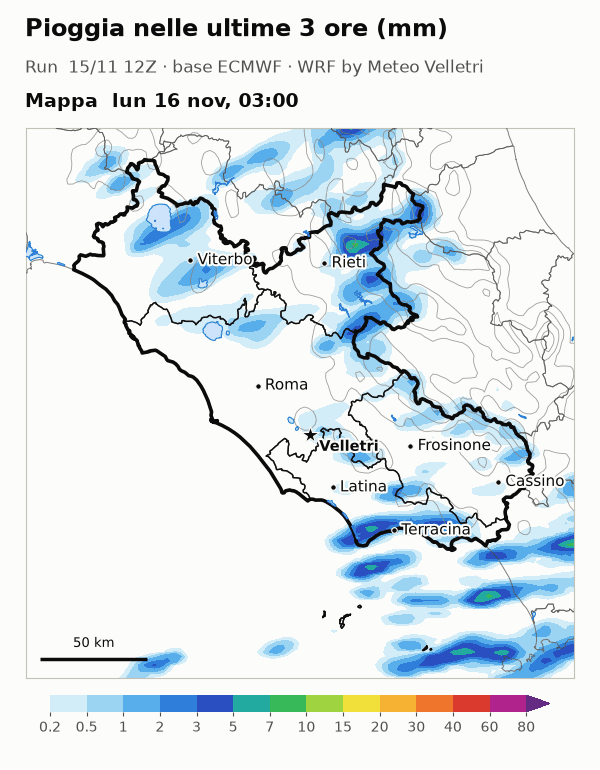 Pioggia nelle ultime 3 ore (mm)
Run 15/11 12Z · base ECMWF · WRF by Meteo Velletri
Mappa lun 16 nov, 03:00
Viterbo
Rieti
Roma
Velletri
Frosinone
Cassino
Latina
Terracina
50 km
0.2 0.5 1 2 3 5 7 10 15 20 30 40 60 80